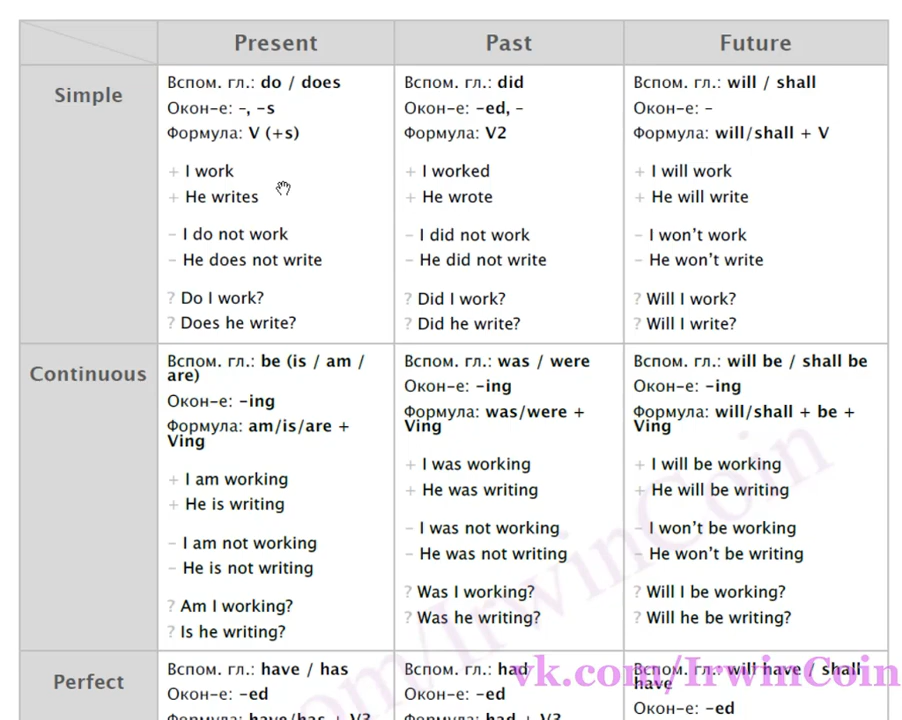 Present
Past
Future
Simple
Вспом. гл.: do / does
Окон-е: -, -s
Формула: V (+s)
+ I work
+ He writes
- I do not work
- He does not write
? Do I work?
? Does he write?
Вспом. гл.: did
Окон-е: -ed, -
Формула: V2
+ I worked
+ He wrote
- I did not work
- He did not write
? Did I work?
? Did he write?
Вспом. гл.: will / shall
Окон-е: -
Формула: will/shall + V
+ I will work
+ He will write
- I won't work
- He won't write
? Will I work?
? Will I write?
Continuous
Вспом. гл.: be (is / am /
are)
Окон-е: -ing
Формула: am/is/are +
Ving
+ I am working
+ He is writing
- I am not working
- He is not writing
? Am I working?
? Is he writing?
Вспом. гл.: was / were
Окон-е: -ing
Формула: was/were +
Ving
+ I was working
+ He was writing
- I was not working
- He was not writing
? Was I working?
? Was he writing?
Вспом. гл.: will be / shall be
Окон-е: -ing
Формула: will/shall + be +
Ving
+ I will be working
+ He will be writing
- I won't be working
- He won't be writing
? Will I be working?
? Will he be writing?
Perfect
Вспом. гл.: have / has
Окон-е: -ed
Формула: have/has + V3
Вспом. гл.: had
Окон-е: -ed
Формула: had + V3
Вспом. гл.: will have / shall
have
Окон-е: -ed
vk.com/IrwinCoin
om/IrwinCoin